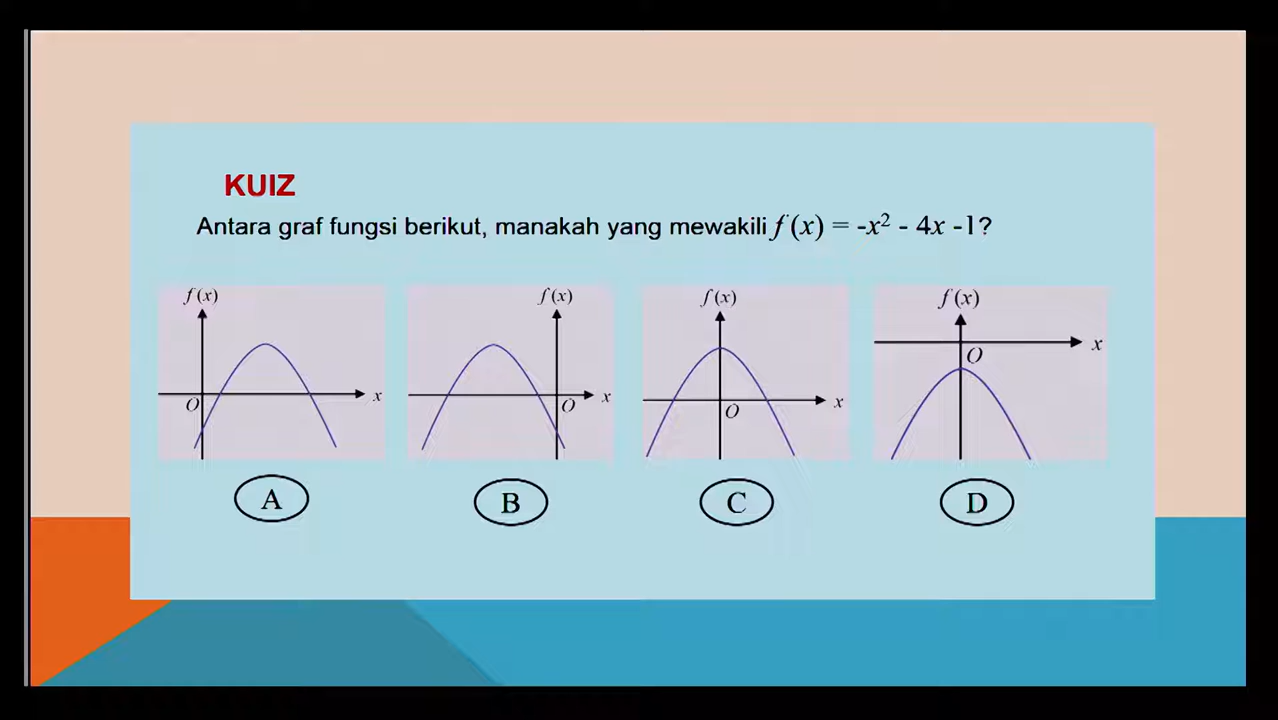 KUIZ
Antara graf fungsi berikut, manakah yang mewakili f (x) = -x² - 4x -1?
f (x) f (x) f (x) f (x)
x
O
x
O
x
O
x
O
A B C D